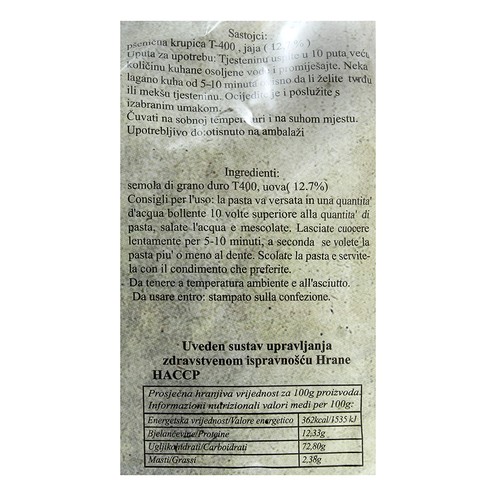 Sastojci:
pšenična krupica T-400 , jaja ( 12,7%)
Uputa za upotrebu: Tjesteninu uspite u 10 puta veću
količinu kuhane osoljene vode i promiješajte. Neka
lagano kuha od 5-10 minuta ovisno da li želite tvrđu
ili mekšu tjesteninu. Ocijedite je i poslužite s
izabranim umakom.
Čuvati na sobnoj temperaturi i na suhom mjestu.
Upotrebljivo do:otisnuto na ambalaži
Ingredienti:
semola di grano duro T400, uova( 12.7%)
Consigli per l'uso: la pasta va versata in una quantita'
d'acqua bollente 10 volte superiore alla quantita' di
pasta, salate l'acqua e mescolate. Lasciate cuocere
lentamente per 5-10 minuti, a seconda se volete la
pasta piu' o meno al dente. Scolate la pasta e servite-
la con il condimento che preferite.
Da tenere a temperatura ambiente e all'asciutto.
Da usare entro: stampato sulla confezione.
Uveden sustav upravljanja
zdravstvenom ispravnošću Hrane
HACCP
Prosječna hranjiva vrijednost za 100g proizvoda.
Informazioni nutrizionali valori medi per 100g:
Energetska vrijednost/Valore energetico 362kcal/1535 kJ
Bjelančevine/Proteine 12,33g
Ugljikohidrati/Carboidrati 72,80g
Masti/Grassi 2,38g